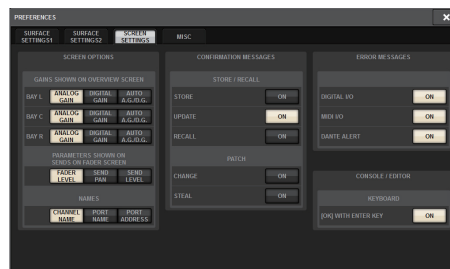 PREFERENCES
×
SURFACE SETTINGS1
SURFACE SETTINGS2
SCREEN SETTINGS
MISC
SCREEN OPTIONS
GAINS SHOWN ON OVERVIEW SCREEN
BAY L
ANALOG GAIN
DIGITAL GAIN
AUTO A.G./D.G.
BAY C
ANALOG GAIN
DIGITAL GAIN
AUTO A.G./D.G.
BAY R
ANALOG GAIN
DIGITAL GAIN
AUTO A.G./D.G.
PARAMETERS SHOWN ON
SENDS ON FADER SCREEN
FADER LEVEL
SEND PAN
SEND LEVEL
NAMES
CHANNEL NAME
PORT NAME
PORT ADDRESS
CONFIRMATION MESSAGES
STORE / RECALL
STORE
ON
UPDATE
ON
RECALL
ON
PATCH
CHANGE
ON
STEAL
ON
ERROR MESSAGES
DIGITAL I/O
ON
MIDI I/O
ON
DANTE ALERT
ON
CONSOLE / EDITOR
KEYBOARD
[OK] WITH ENTER KEY
ON